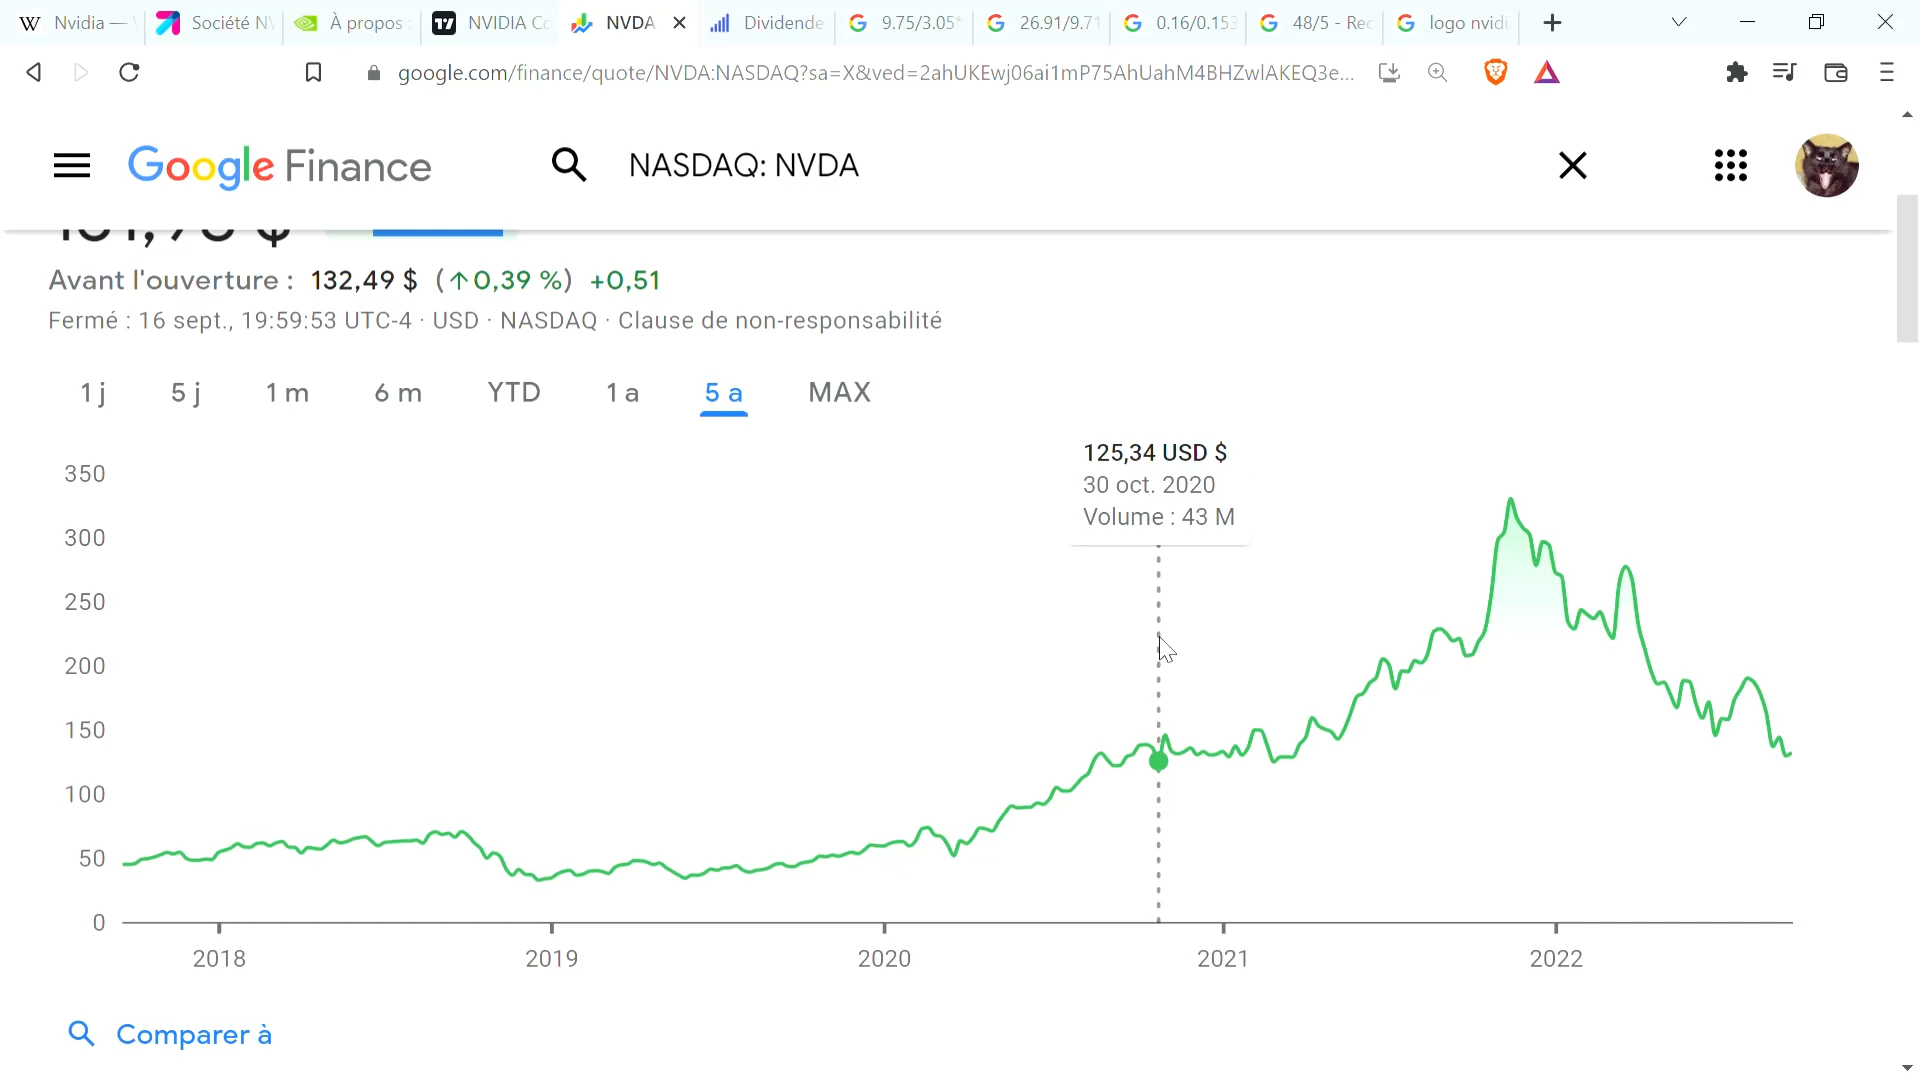 Nvidia —
Société NV
À propos :
NVIDIA Co
NVDA
Dividende
9.75/3.05*
26.91/9.71
0.16/0.153
48/5 - Rec
logo nvidi
google.com/finance/quote/NVDA:NASDAQ?sa=X&ved=2ahUKEwj06ai1mP75AhUahM4BHZwlAKEQ3e...
Google Finance
NASDAQ: NVDA
Avant l'ouverture : 132,49 $ (↑0,39 %) +0,51
Fermé : 16 sept., 19:59:53 UTC-4 · USD · NASDAQ · Clause de non-responsabilité
1 j 5 j 1 m 6 m YTD 1 a 5 a MAX
125,34 USD $
30 oct. 2020
Volume : 43 M
350
300
250
200
150
100
50
0
2018 2019 2020 2021 2022
Comparer à